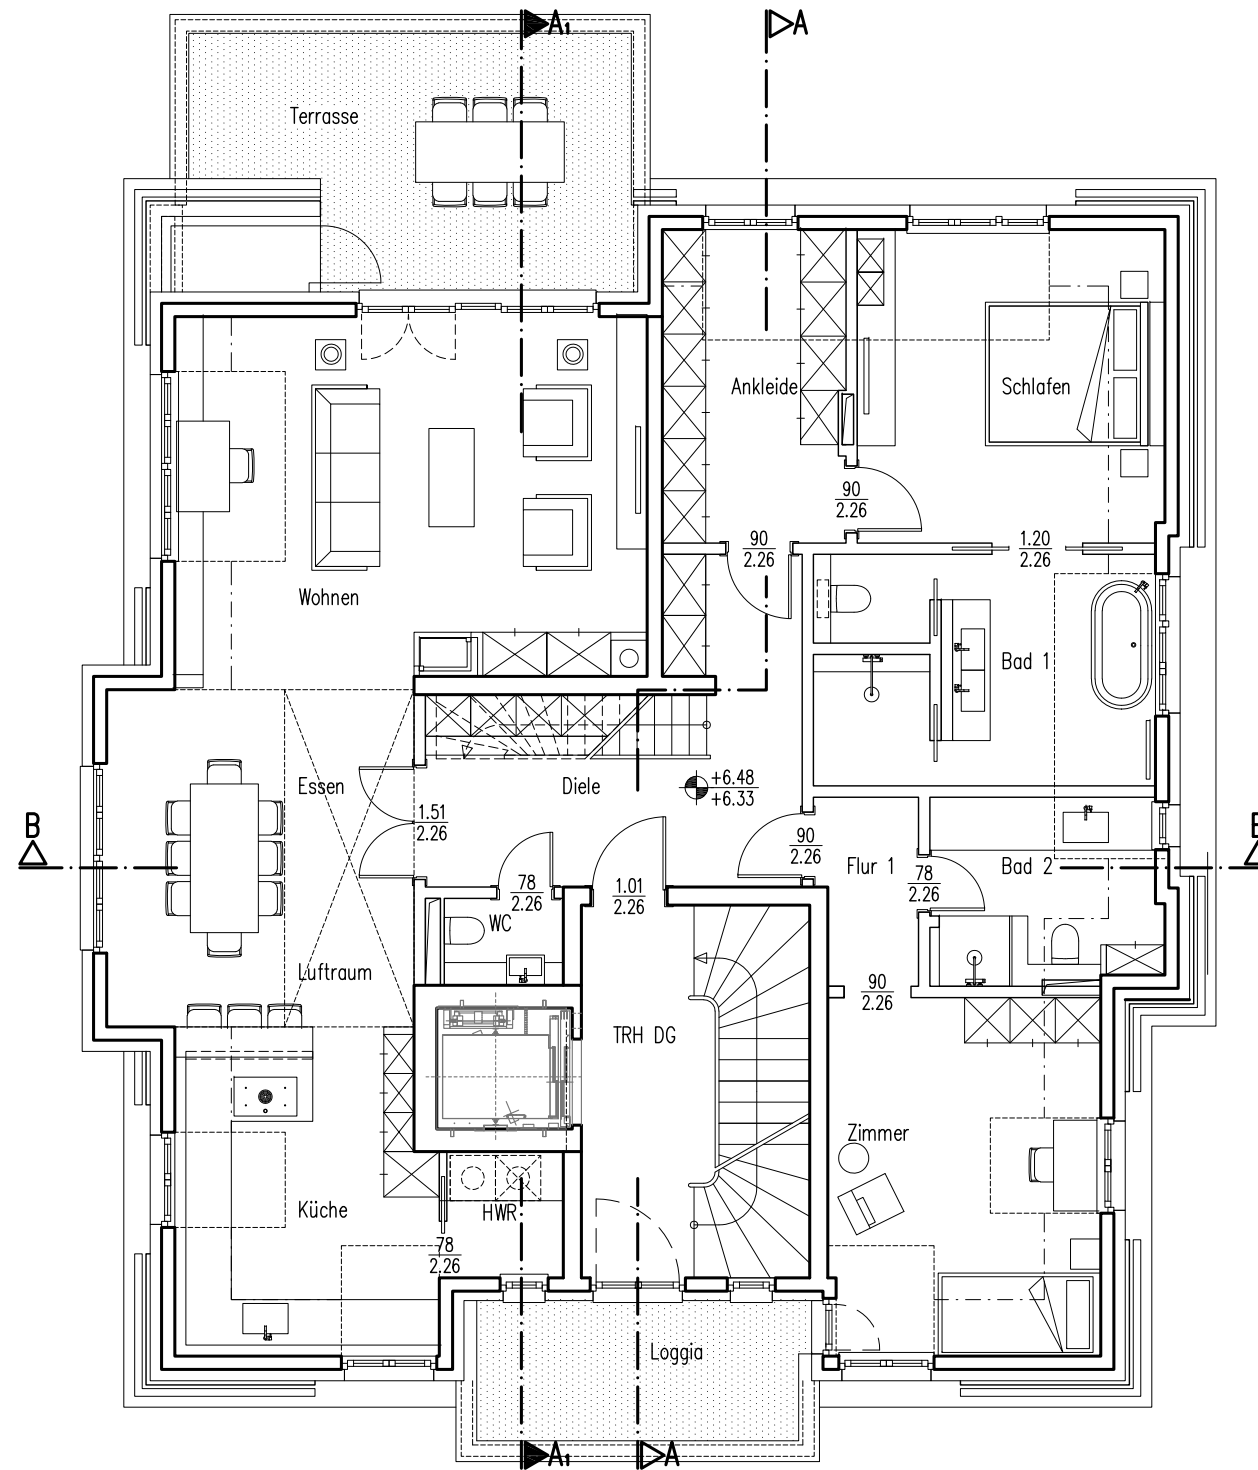 A₁
A
Terrasse
Ankleide
Schlafen
90
2.26
90
2.26
1.20
2.26
Wohnen
Bad 1
Essen
Diele
+6.48
+6.33
1.51
2.26
B
B
90
2.26
Flur 1
Bad 2
78
2.26
78
2.26
1.01
2.26
WC
Luftraum
90
2.26
TRH DG
Zimmer
Küche
HWR
78
2.26
Loggia
A₁
A